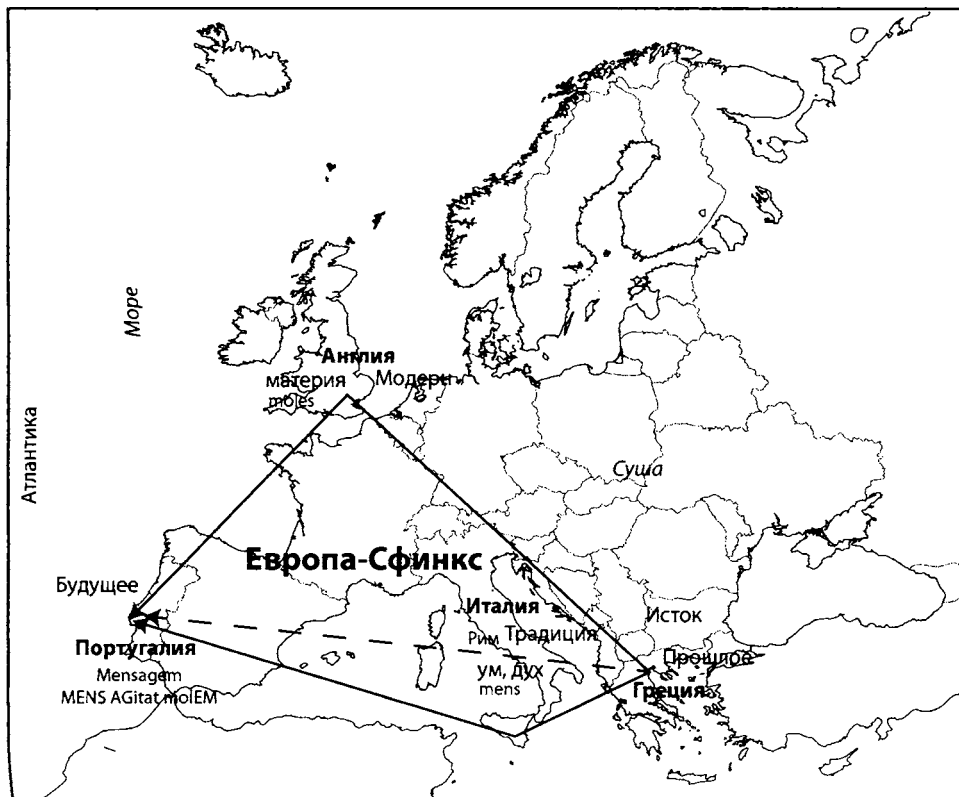 Море
Англия
материя Модерн
moles
Суша
Атлантика
Европа-Сфинкс
Будущее
Италия
Исток
Рим Традиция
Португалия
Прошлое
ум, дух
Mensagem
mens
Греция
MENS AGitat molEM